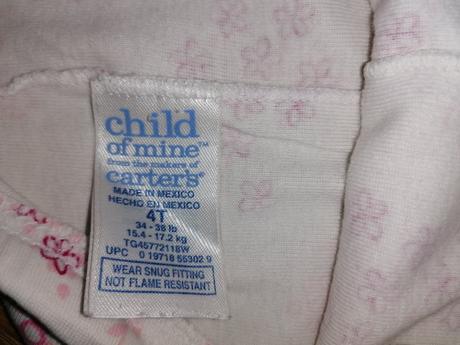 child
of mine™
from the makers of
carter's®
MADE IN MEXICO
HECHO EN MEXICO
4T
34 - 38 lb
15.4 - 17.2 kg
TG45772118W
UPC 0 19718 55302 9
WEAR SNUG FITTING
NOT FLAME RESISTANT